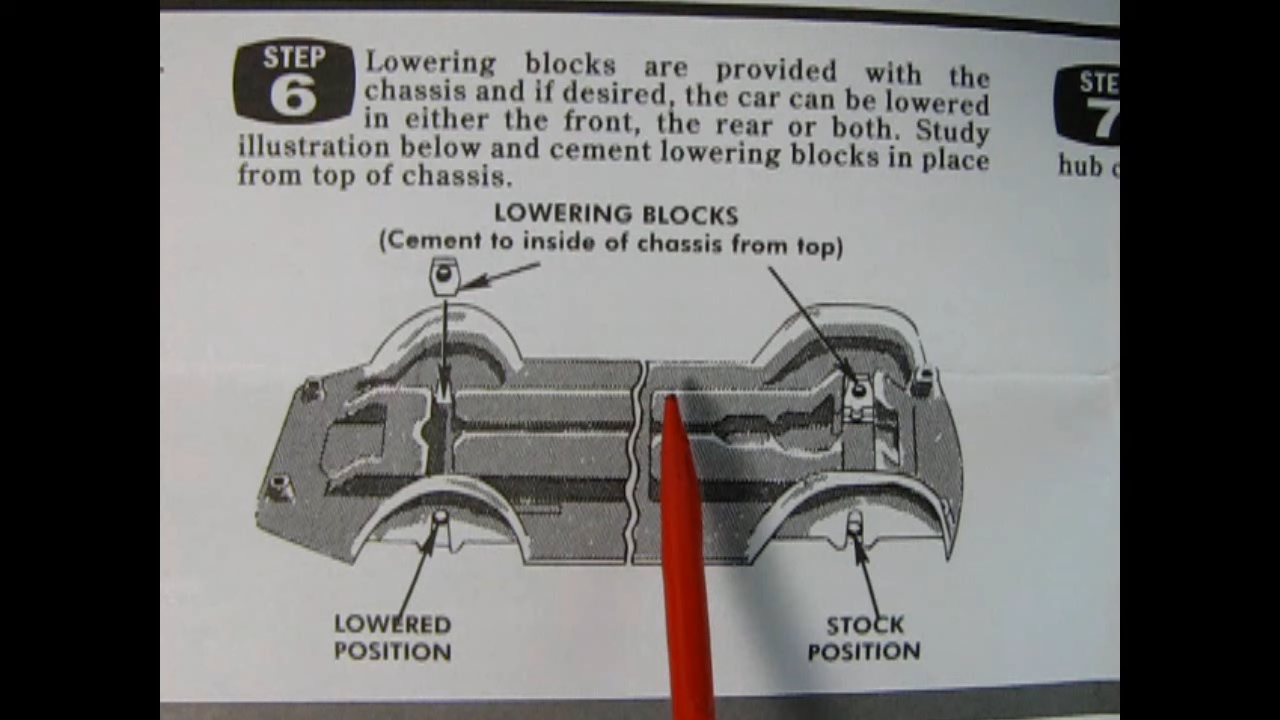 STEP
6
Lowering blocks are provided with the
chassis and if desired, the car can be lowered
in either the front, the rear or both. Study
illustration below and cement lowering blocks in place
from top of chassis.
LOWERING BLOCKS
(Cement to inside of chassis from top)
LOWERED
POSITION
STOCK
POSITION
STE
7
hub